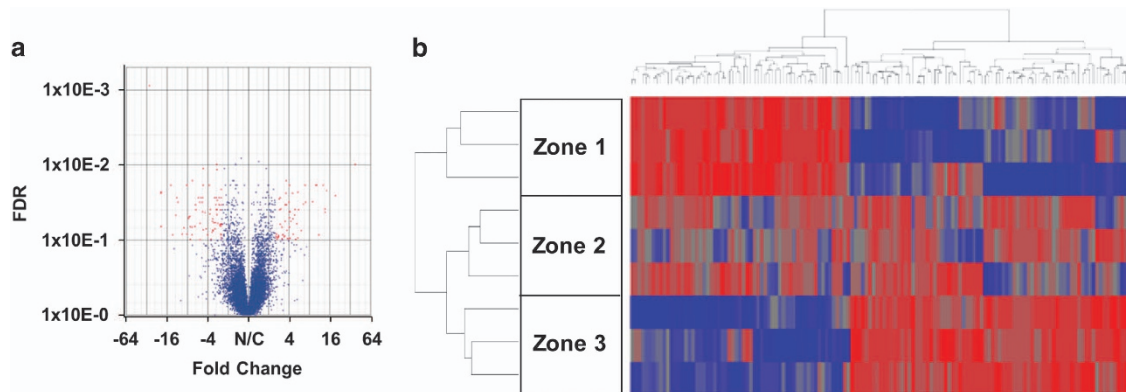 a
1x10E-3
1x10E-2
1x10E-1
1x10E-0
FDR
-64 -16 -4 N/C 4 16 64
Fold Change
b
Zone 1
Zone 2
Zone 3